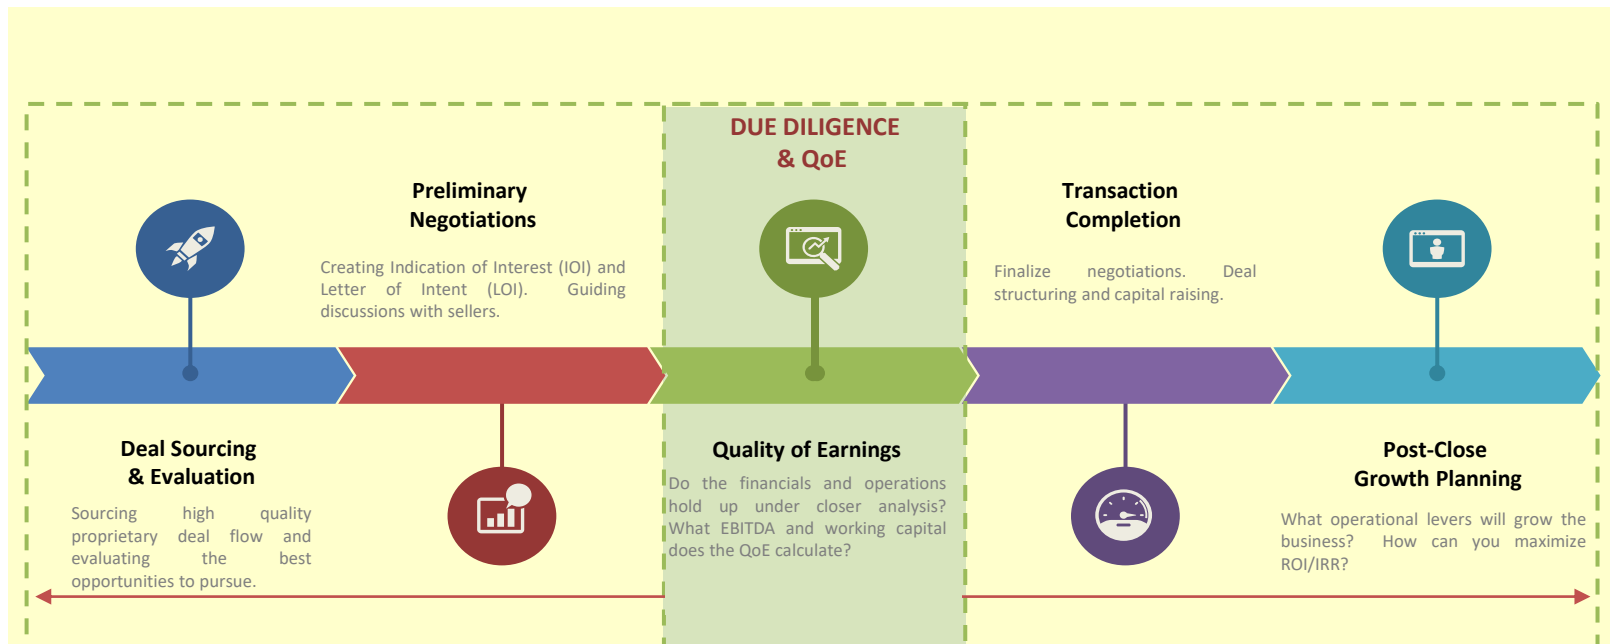 DUE DILIGENCE
& QoE
Preliminary
Negotiations
Creating Indication of Interest (IOI) and
Letter of Intent (LOI). Guiding
discussions with sellers.
Transaction
Completion
Finalize negotiations. Deal
structuring and capital raising.
Deal Sourcing
& Evaluation
Sourcing high quality
proprietary deal flow and
evaluating the best
opportunities to pursue.
Quality of Earnings
Do the financials and operations
hold up under closer analysis?
What EBITDA and working capital
does the QoE calculate?
Post-Close
Growth Planning
What operational levers will grow the
business? How can you maximize
ROI/IRR?